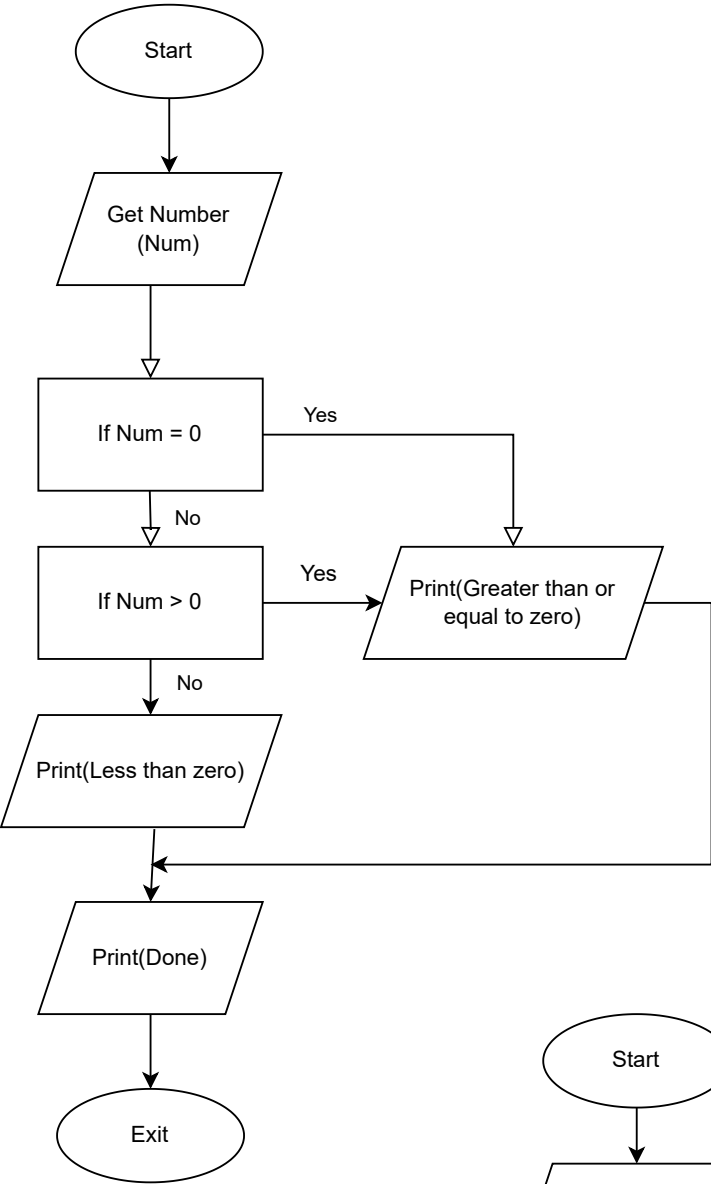 Start
Get Number
(Num)
If Num = 0
Yes
No
If Num > 0
Yes
Print(Greater than or
equal to zero)
No
Print(Less than zero)
Print(Done)
Exit
Start